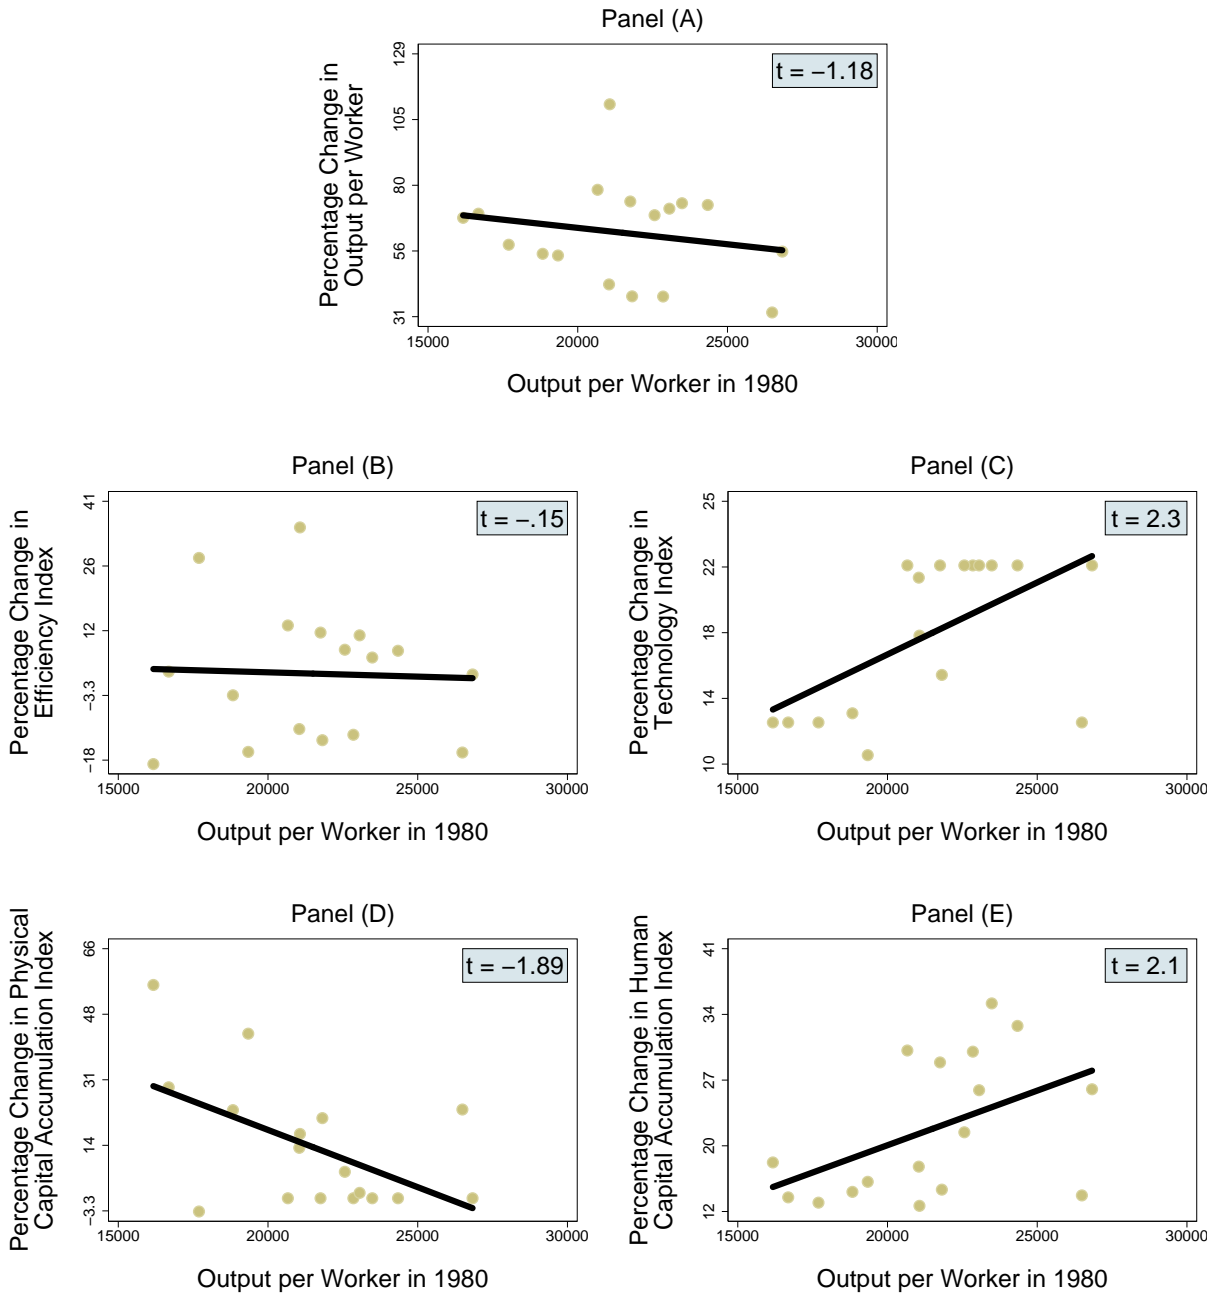 Panel (A)
Percentage Change in
Output per Worker
129
105
80
56
31
t = −1.18
15000 20000 25000 30000
Output per Worker in 1980
Panel (B)
Percentage Change in
Efficiency Index
41
26
12
−3.3
−18
t = −.15
15000 20000 25000 30000
Output per Worker in 1980
Panel (C)
Percentage Change in
Technology Index
25
22
18
14
10
t = 2.3
15000 20000 25000 30000
Output per Worker in 1980
Panel (D)
Percentage Change in Physical
Capital Accumulation Index
66
48
31
14
−3.3
t = −1.89
15000 20000 25000 30000
Output per Worker in 1980
Panel (E)
Percentage Change in Human
Capital Accumulation Index
41
34
27
20
12
t = 2.1
15000 20000 25000 30000
Output per Worker in 1980